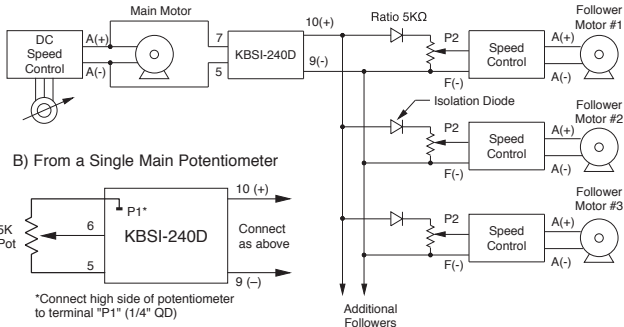 Main Motor
DC
Speed
Control
A(+)
A(-)
7
5
KBSI-240D
10(+)
9(-)
Ratio 5KΩ
P2
F(-)
Speed
Control
A(+)
A(-)
Follower
Motor #1
Isolation Diode
P2
F(-)
Speed
Control
A(+)
A(-)
Follower
Motor #2
P2
F(-)
Speed
Control
A(+)
A(-)
Follower
Motor #3
Additional
Followers
B) From a Single Main Potentiometer
5K
Pot
6
5
P1*
KBSI-240D
10 (+)
Connect
as above
9 (–)
*Connect high side of potentiometer
to terminal "P1" (1/4" QD)